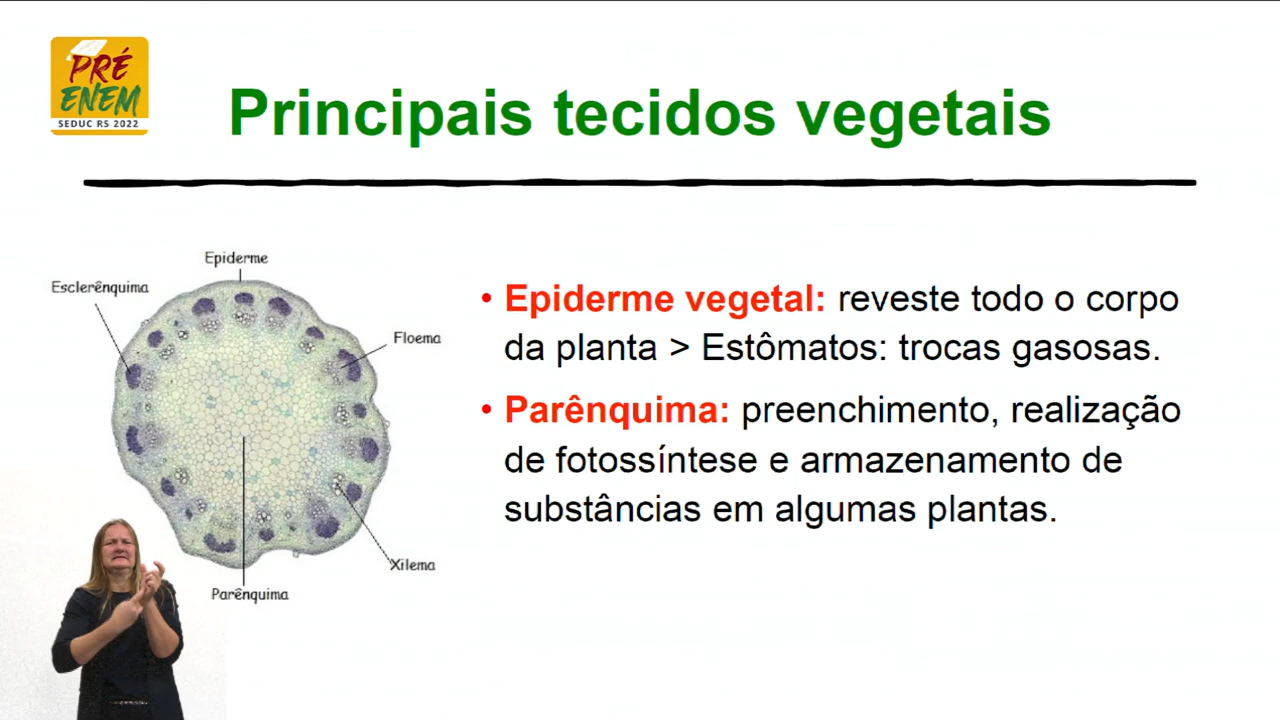 PRÉ
ENEM
SEDUC RS 2022
Principais tecidos vegetais
Epiderme
Esclerênquima
Floema
Xilema
Parênquima
• Epiderme vegetal: reveste todo o corpo
da planta > Estômatos: trocas gasosas.
• Parênquima: preenchimento, realização
de fotossíntese e armazenamento de
substâncias em algumas plantas.